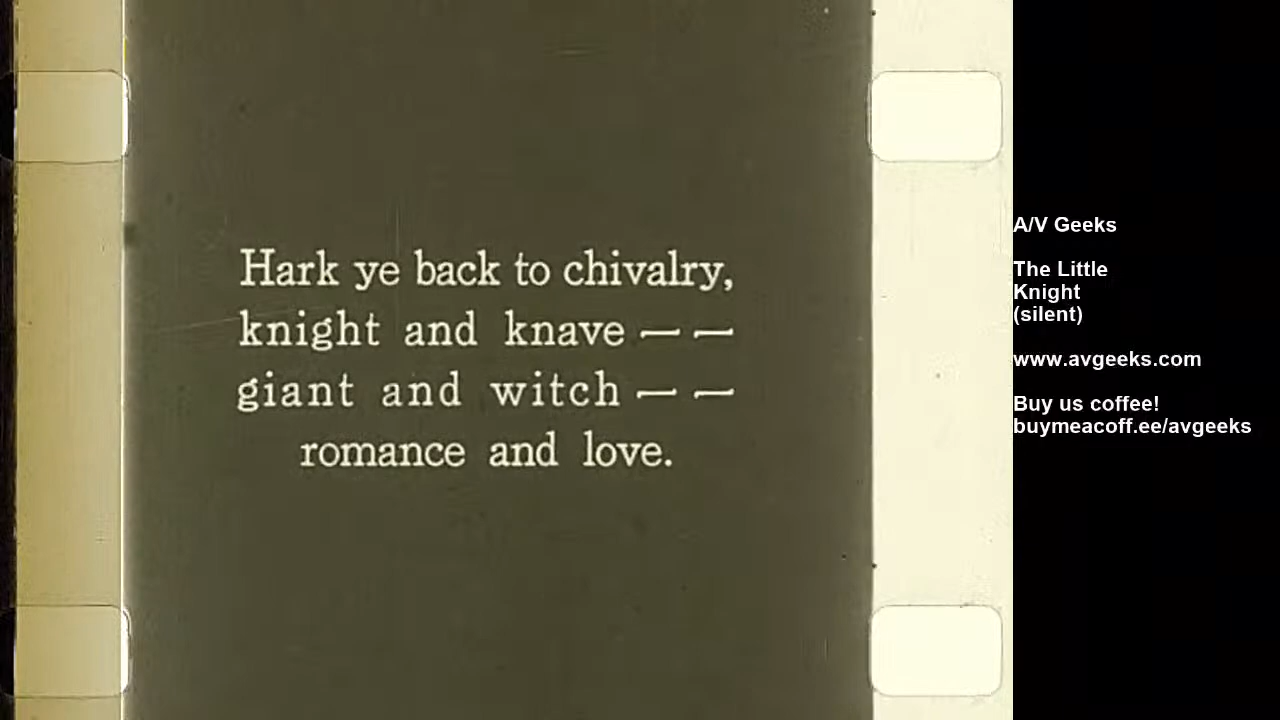 Hark ye back to chivalry,
knight and knave — —
giant and witch — —
romance and love.
A/V Geeks
The Little
Knight
(silent)
www.avgeeks.com
Buy us coffee!
buymeacoff.ee/avgeeks